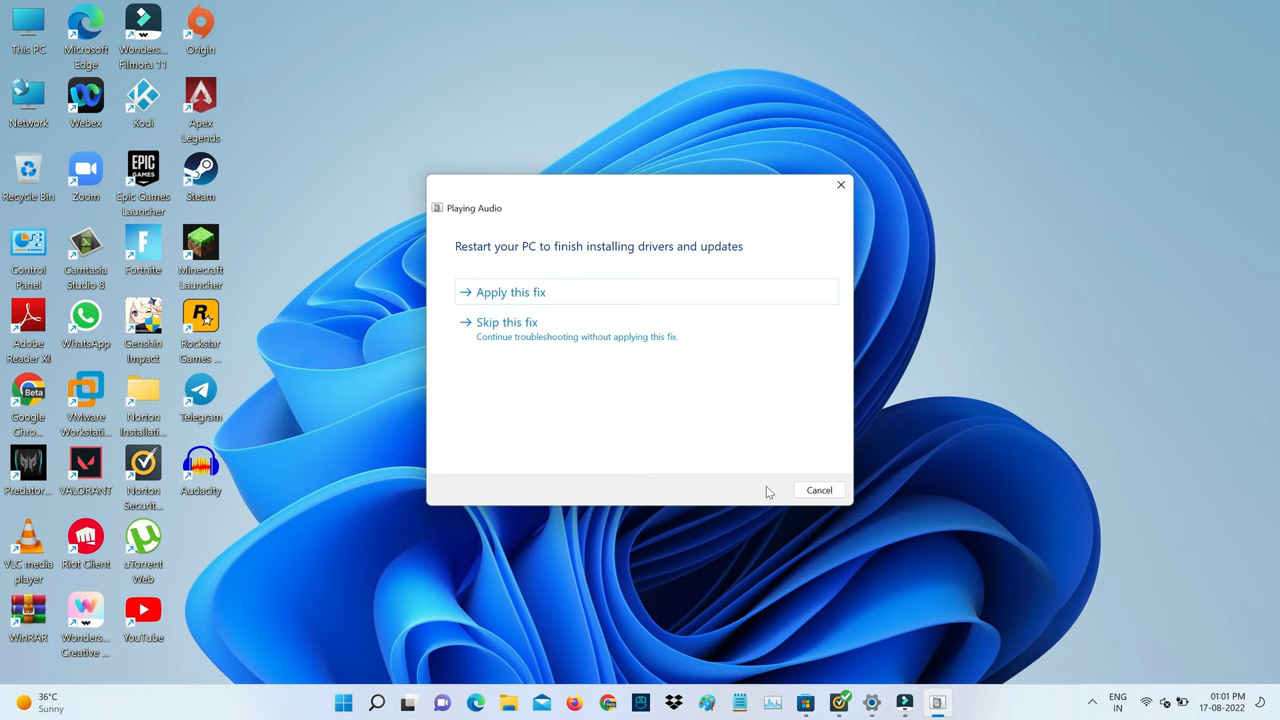 This PC
Microsoft
Edge
Wonders...
Filmora 11
Origin
Network
Webex
Kodi
Apex
Legends
Recycle Bin
Zoom
EPIC
GAMES
Epic Games
Launcher
Steam
Control
Panel
Camtasia
Studio 8
Fortnite
Minecraft
Launcher
Adobe
Reader XI
WhatsApp
Genshin
Impact
Rockstar
Games ...
Beta
Google
Chro...
VMware
Workstati...
Norton
Installati...
Telegram
Predator...
VALORANT
Norton
Securit...
Audacity
VLC media
player
Riot Client
uTorrent
Web
WinRAR
Wonders...
Creative ...
YouTube
Playing Audio
Restart your PC to finish installing drivers and updates
Apply this fix
Skip this fix
Continue troubleshooting without applying this fix.
Cancel
36°C
Sunny
ENG
IN
01:01 PM
17-08-2022